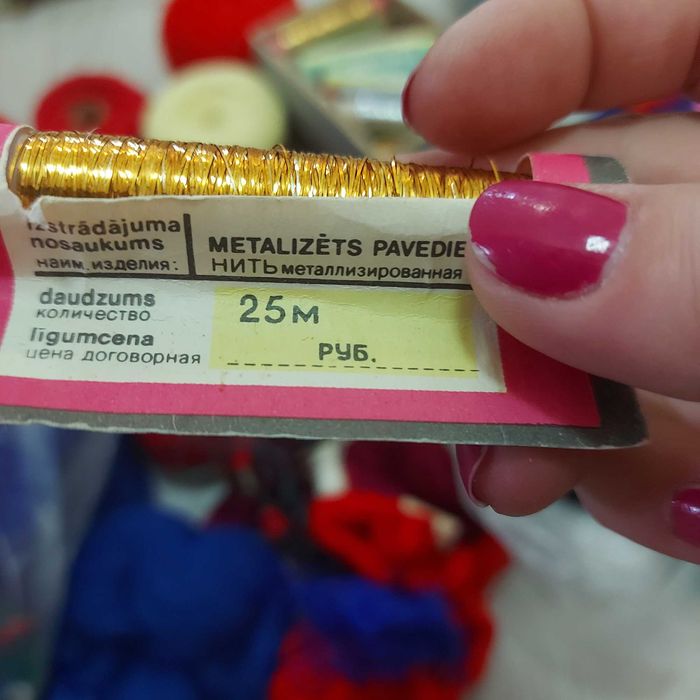 Izstrādājuma
nosaukums
наим. изделия:
METALIZĒTS PAVEDIE
НИТЬ металлизированная
daudzums
количество
25м
līgumcena
цена договорная
РУБ.